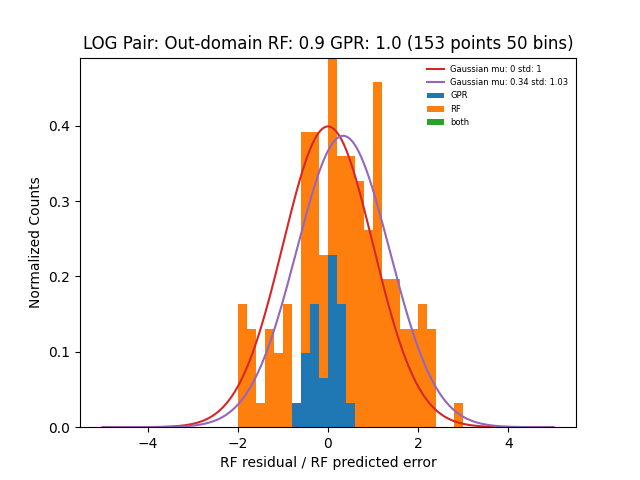 LOG Pair: Out-domain RF: 0.9 GPR: 1.0 (153 points 50 bins)
Gaussian mu: 0 std: 1
Gaussian mu: 0.34 std: 1.03
GPR
RF
both
Normalized Counts
0.4
0.3
0.2
0.1
0.0
−4 −2 0 2 4
RF residual / RF predicted error